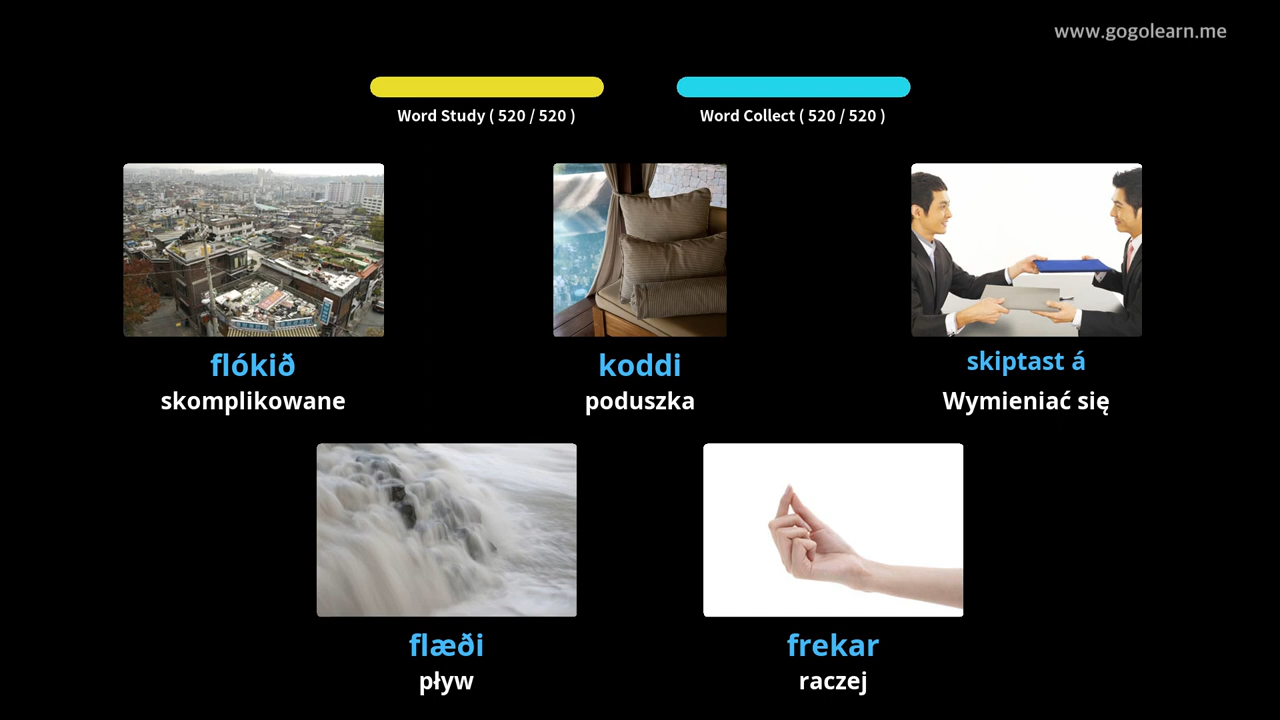 www.gogolearn.me
Word Study ( 520 / 520 )
Word Collect ( 520 / 520 )
flókið
koddi
skiptast á
skomplikowane
poduszka
Wymieniać się
flæði
frekar
pływ
raczej